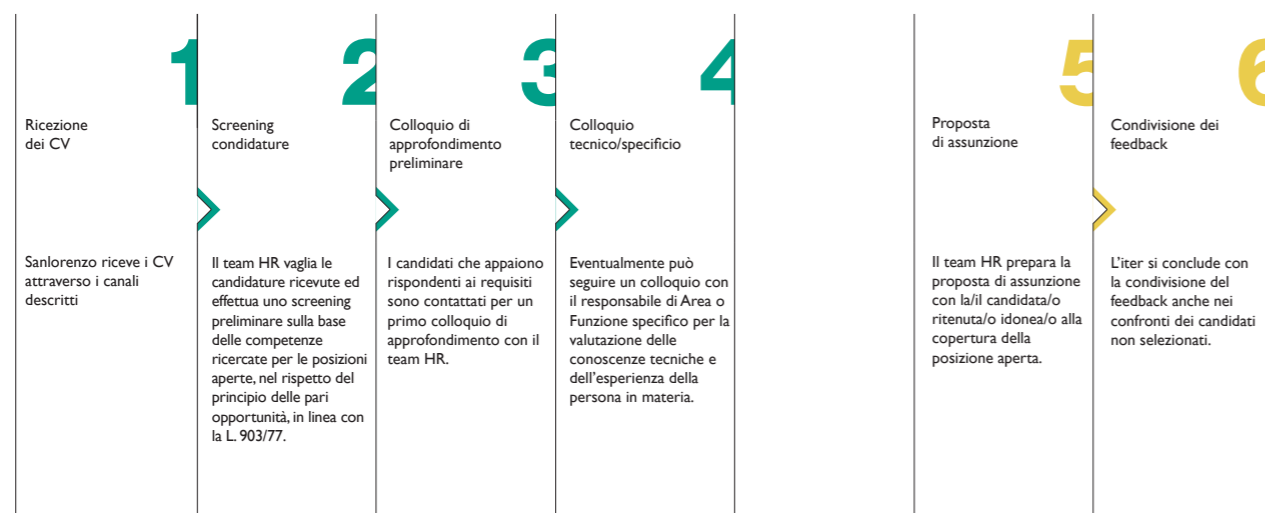 1
Ricezione
dei CV
Sanlorenzo riceve i CV
attraverso i canali
descritti
2
Screening
condidature
Il team HR vaglia le
candidature ricevute ed
effettua uno screening
preliminare sulla base
delle competenze
ricercate per le posizioni
aperte, nel rispetto del
principio delle pari
opportunità, in linea con
la L. 903/77.
3
Colloquio di
approfondimento
preliminare
I candidati che appaiono
rispondenti ai requisiti
sono contattati per un
primo colloquio di
approfondimento con il
team HR.
4
Colloquio
tecnico/specificio
Eventualmente può
seguire un colloquio con
il responsabile di Area o
Funzione specifico per la
valutazione delle
conoscenze tecniche e
dell'esperienza della
persona in materia.
5
Proposta
di assunzione
Il team HR prepara la
proposta di assunzione
con la/il candidata/o
ritenuta/o idonea/o alla
copertura della
posizione aperta.
6
Condivisione dei
feedback
L'iter si conclude con
la condivisione del
feedback anche nei
confronti dei candidati
non selezionati.